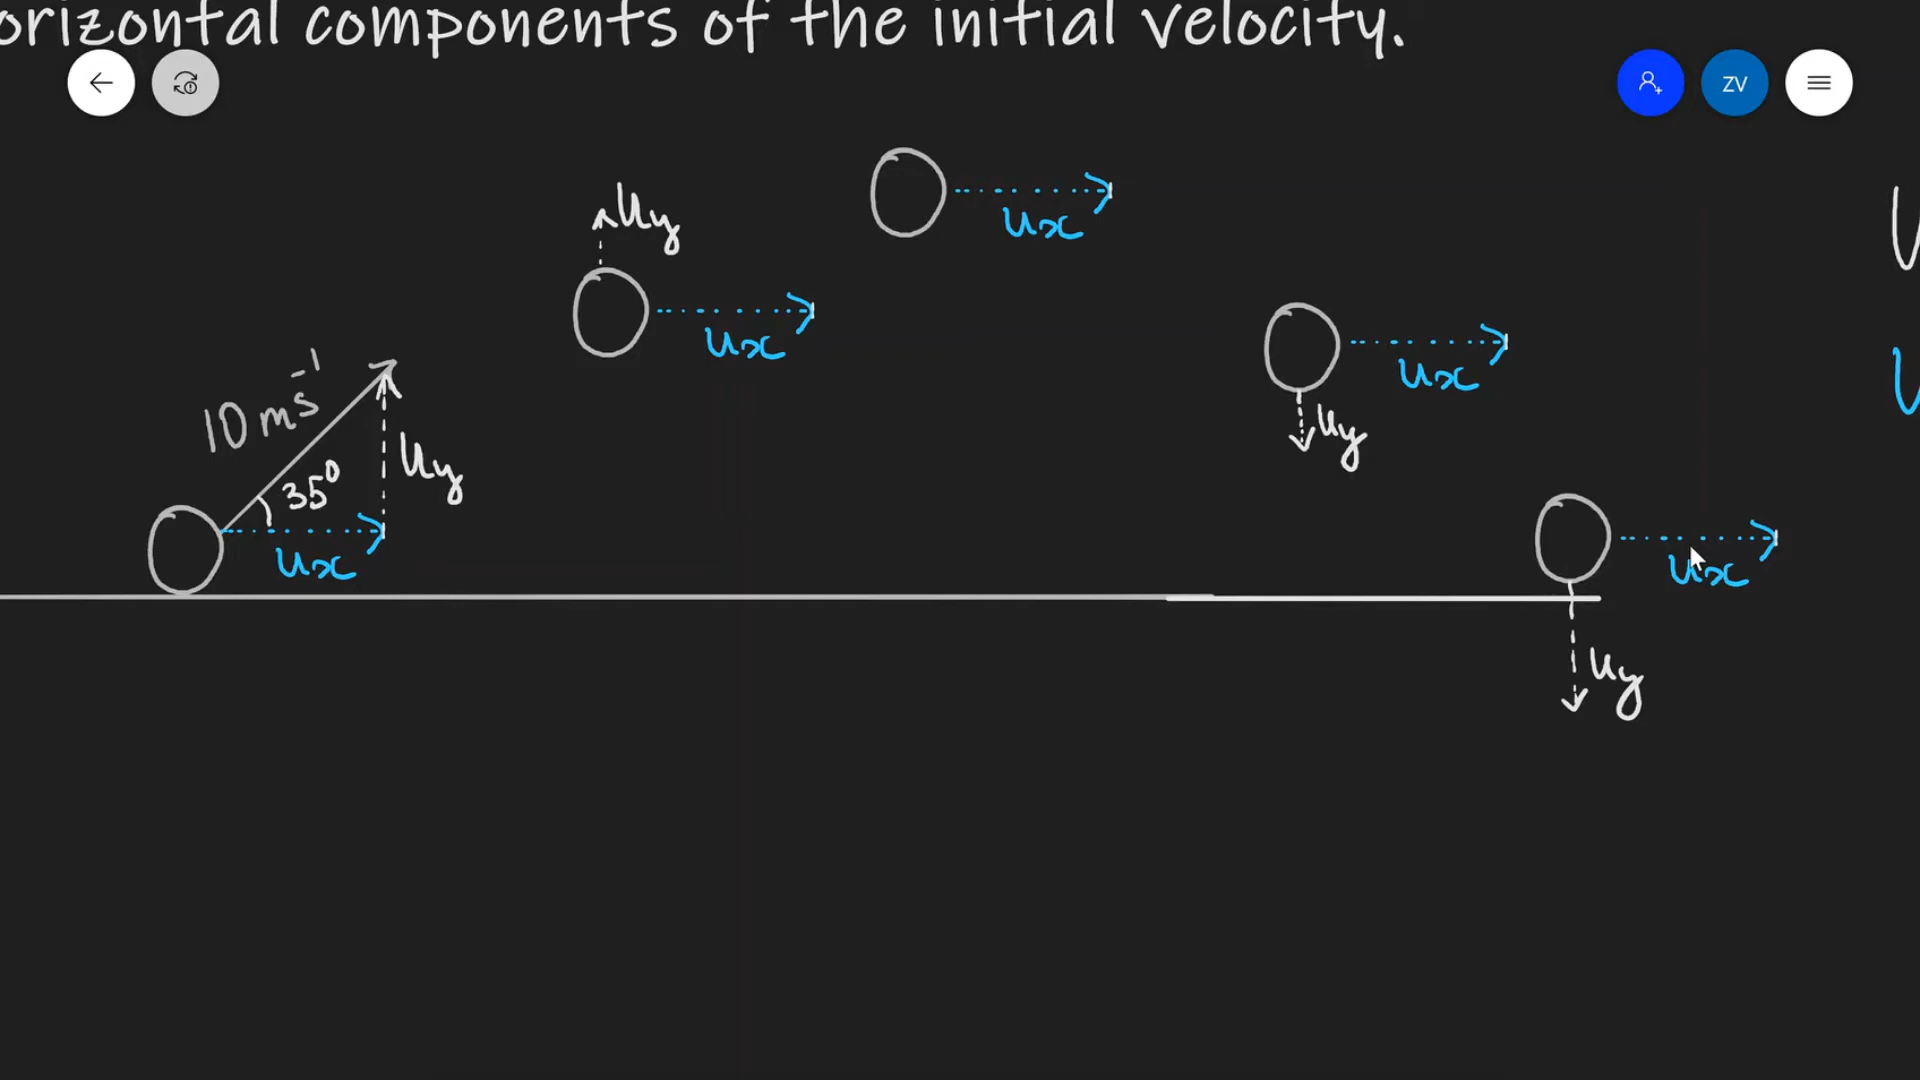 orizontal components of the initial velocity.
ZV
ux
uy
ux
ux
uy
10 ms⁻¹
35°
uy
ux
ux
uy